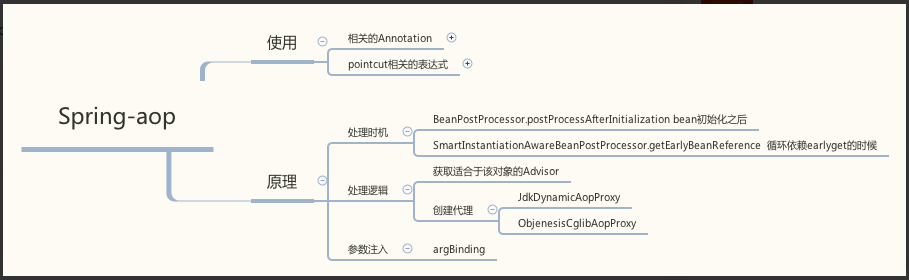 Spring-aop
使用
相关的Annotation
pointcut相关的表达式
原理
处理时机
BeanPostProcessor.postProcessAfterInitialization bean初始化之后
SmartInstantiationAwareBeanPostProcessor.getEarlyBeanReference 循环依赖earlyget的时候
处理逻辑
获取适合于该对象的Advisor
创建代理
JdkDynamicAopProxy
ObjenesisCglibAopProxy
参数注入
argBinding